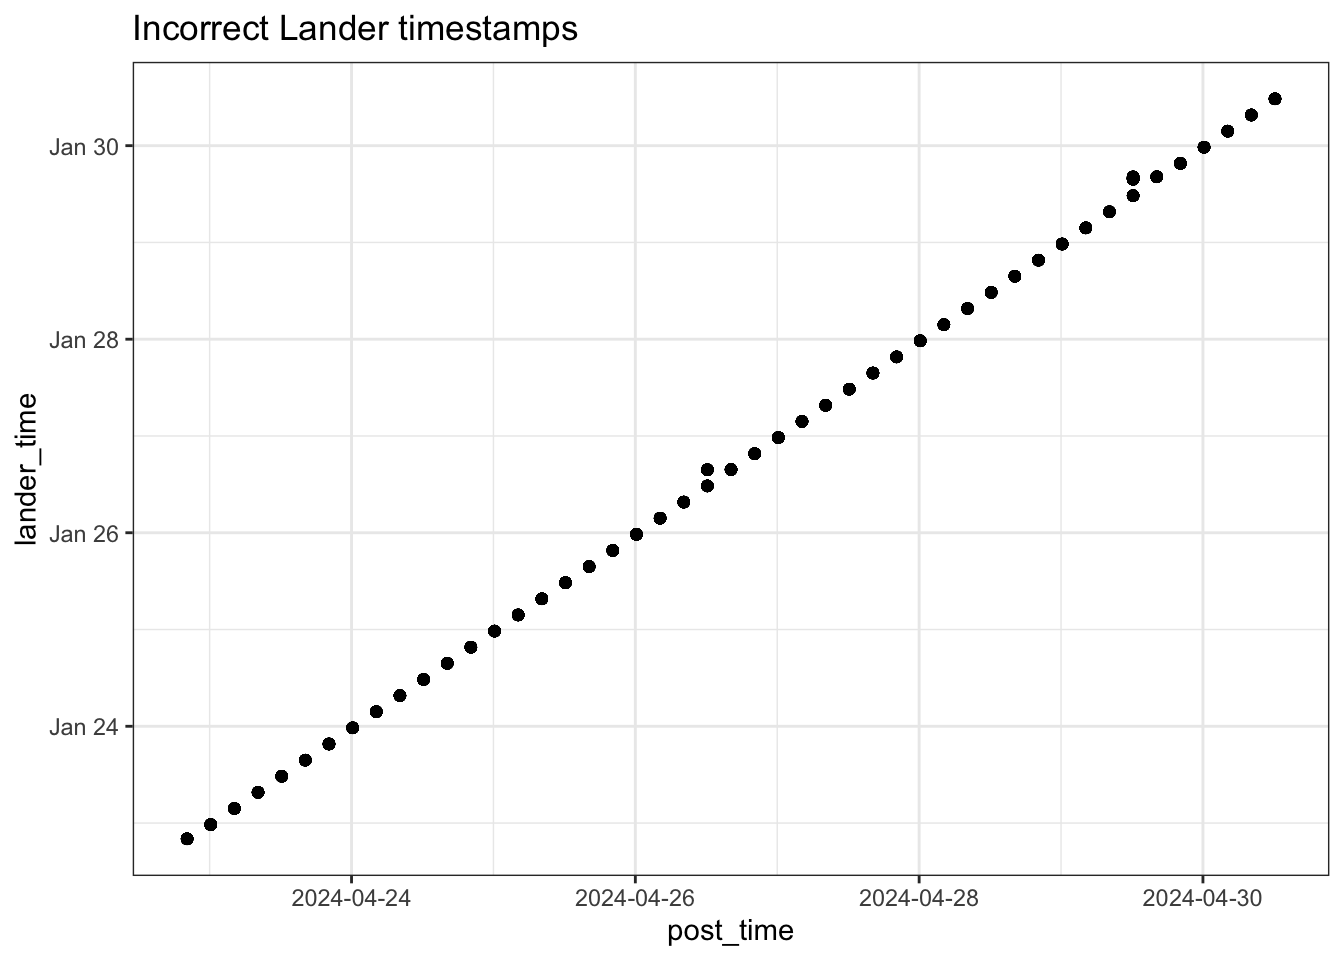 Incorrect Lander timestamps
Jan 30
Jan 28
Jan 26
Jan 24
lander_time
2024-04-24
2024-04-26
2024-04-28
2024-04-30
post_time